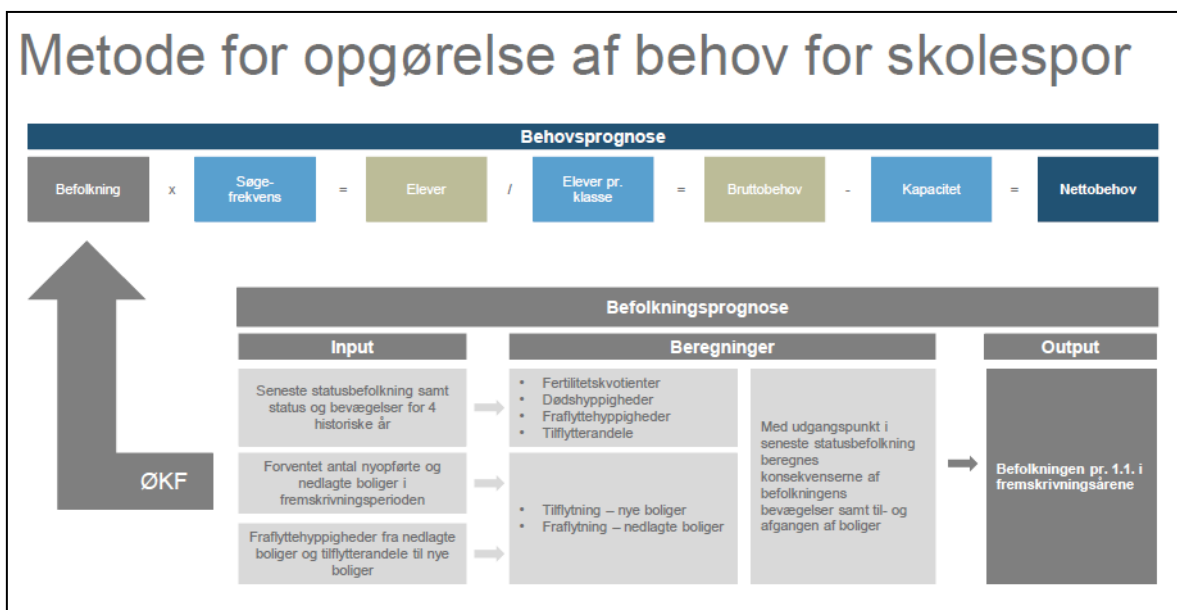 Metode for opgørelse af behov for skolespor
Behovsprognose
Befolkning
x
Søge-
frekvens
=
Elever
/
Elever pr.
klasse
=
Bruttobehov
-
Kapacitet
=
Nettobehov
Befolkningsprognose
Input
Beregninger
Output
Seneste statusbefolkning samt
status og bevægelser for 4
historiske år
• Fertilitetskvotienter
• Dødshyppigheder
• Fraflyttehyppigheder
• Tilflytterandele
Forventet antal nyopførte og
nedlagte boliger i
fremskrivningsperioden
Fraflyttehyppigheder fra nedlagte
boliger og tilflytterandele til nye
boliger
• Tilflytning – nye boliger
• Fraflytning – nedlagte boliger
Med udgangspunkt i
seneste statusbefolkning
beregnes
konsekvenserne af
befolkningens
bevægelser samt til- og
afgangen af boliger
Befolkningen pr. 1.1. i
fremskrivningsårene
ØKF